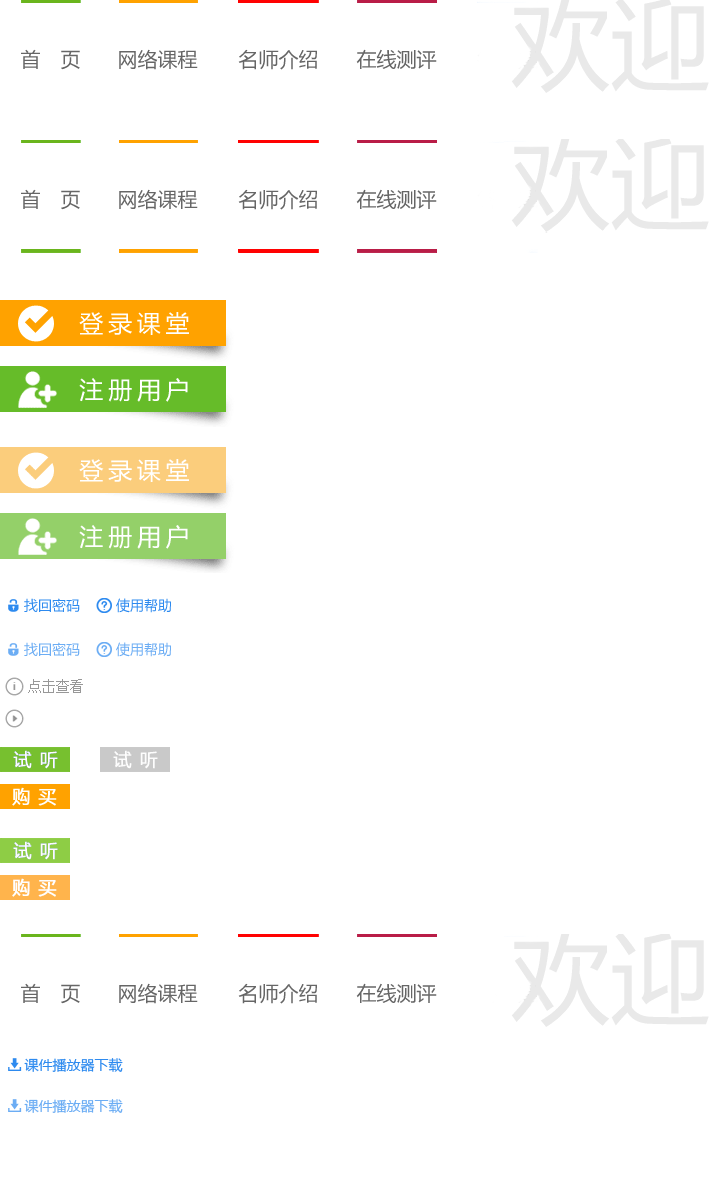 首 页 网络课程 名师介绍 在线测评 欢迎
首 页 网络课程 名师介绍 在线测评 欢迎
登录课堂
注册用户
登录课堂
注册用户
找回密码 使用帮助
找回密码 使用帮助
点击查看
试 听 试 听
购 买
试 听
购 买
首 页 网络课程 名师介绍 在线测评 欢迎
课件播放器下载
课件播放器下载